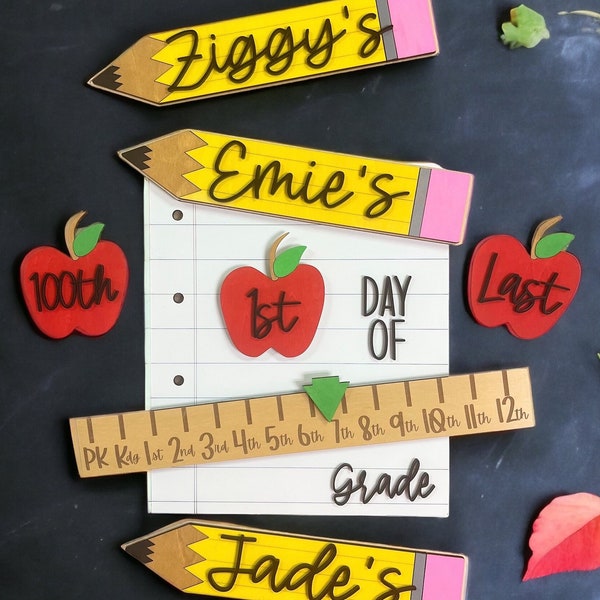 Ziggy's
Emie's
100th
1st
DAY
OF
Last
PK Kdg 1st 2nd 3rd 4th 5th 6th 7th 8th 9th 10th 11th 12th
Grade
Jade's